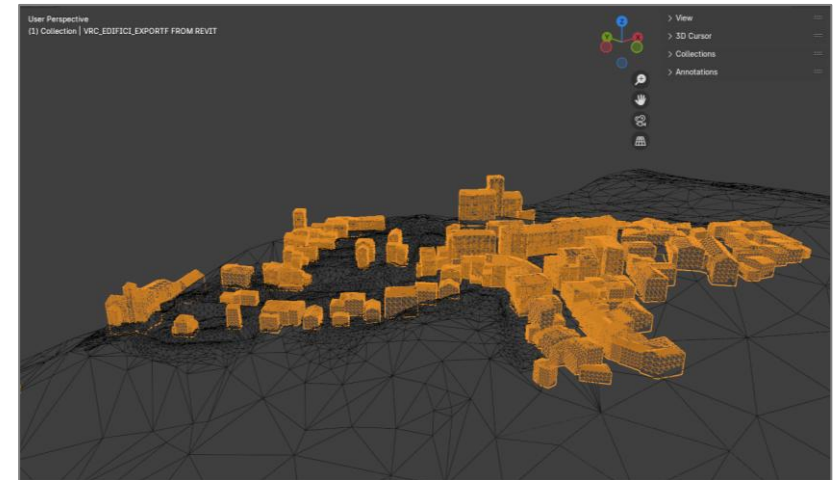 User Perspective
(1) Collection | VRC_EDIFICI_EXPORTF FROM REVIT
Z
Y
X
View
3D Cursor
Collections
Annotations